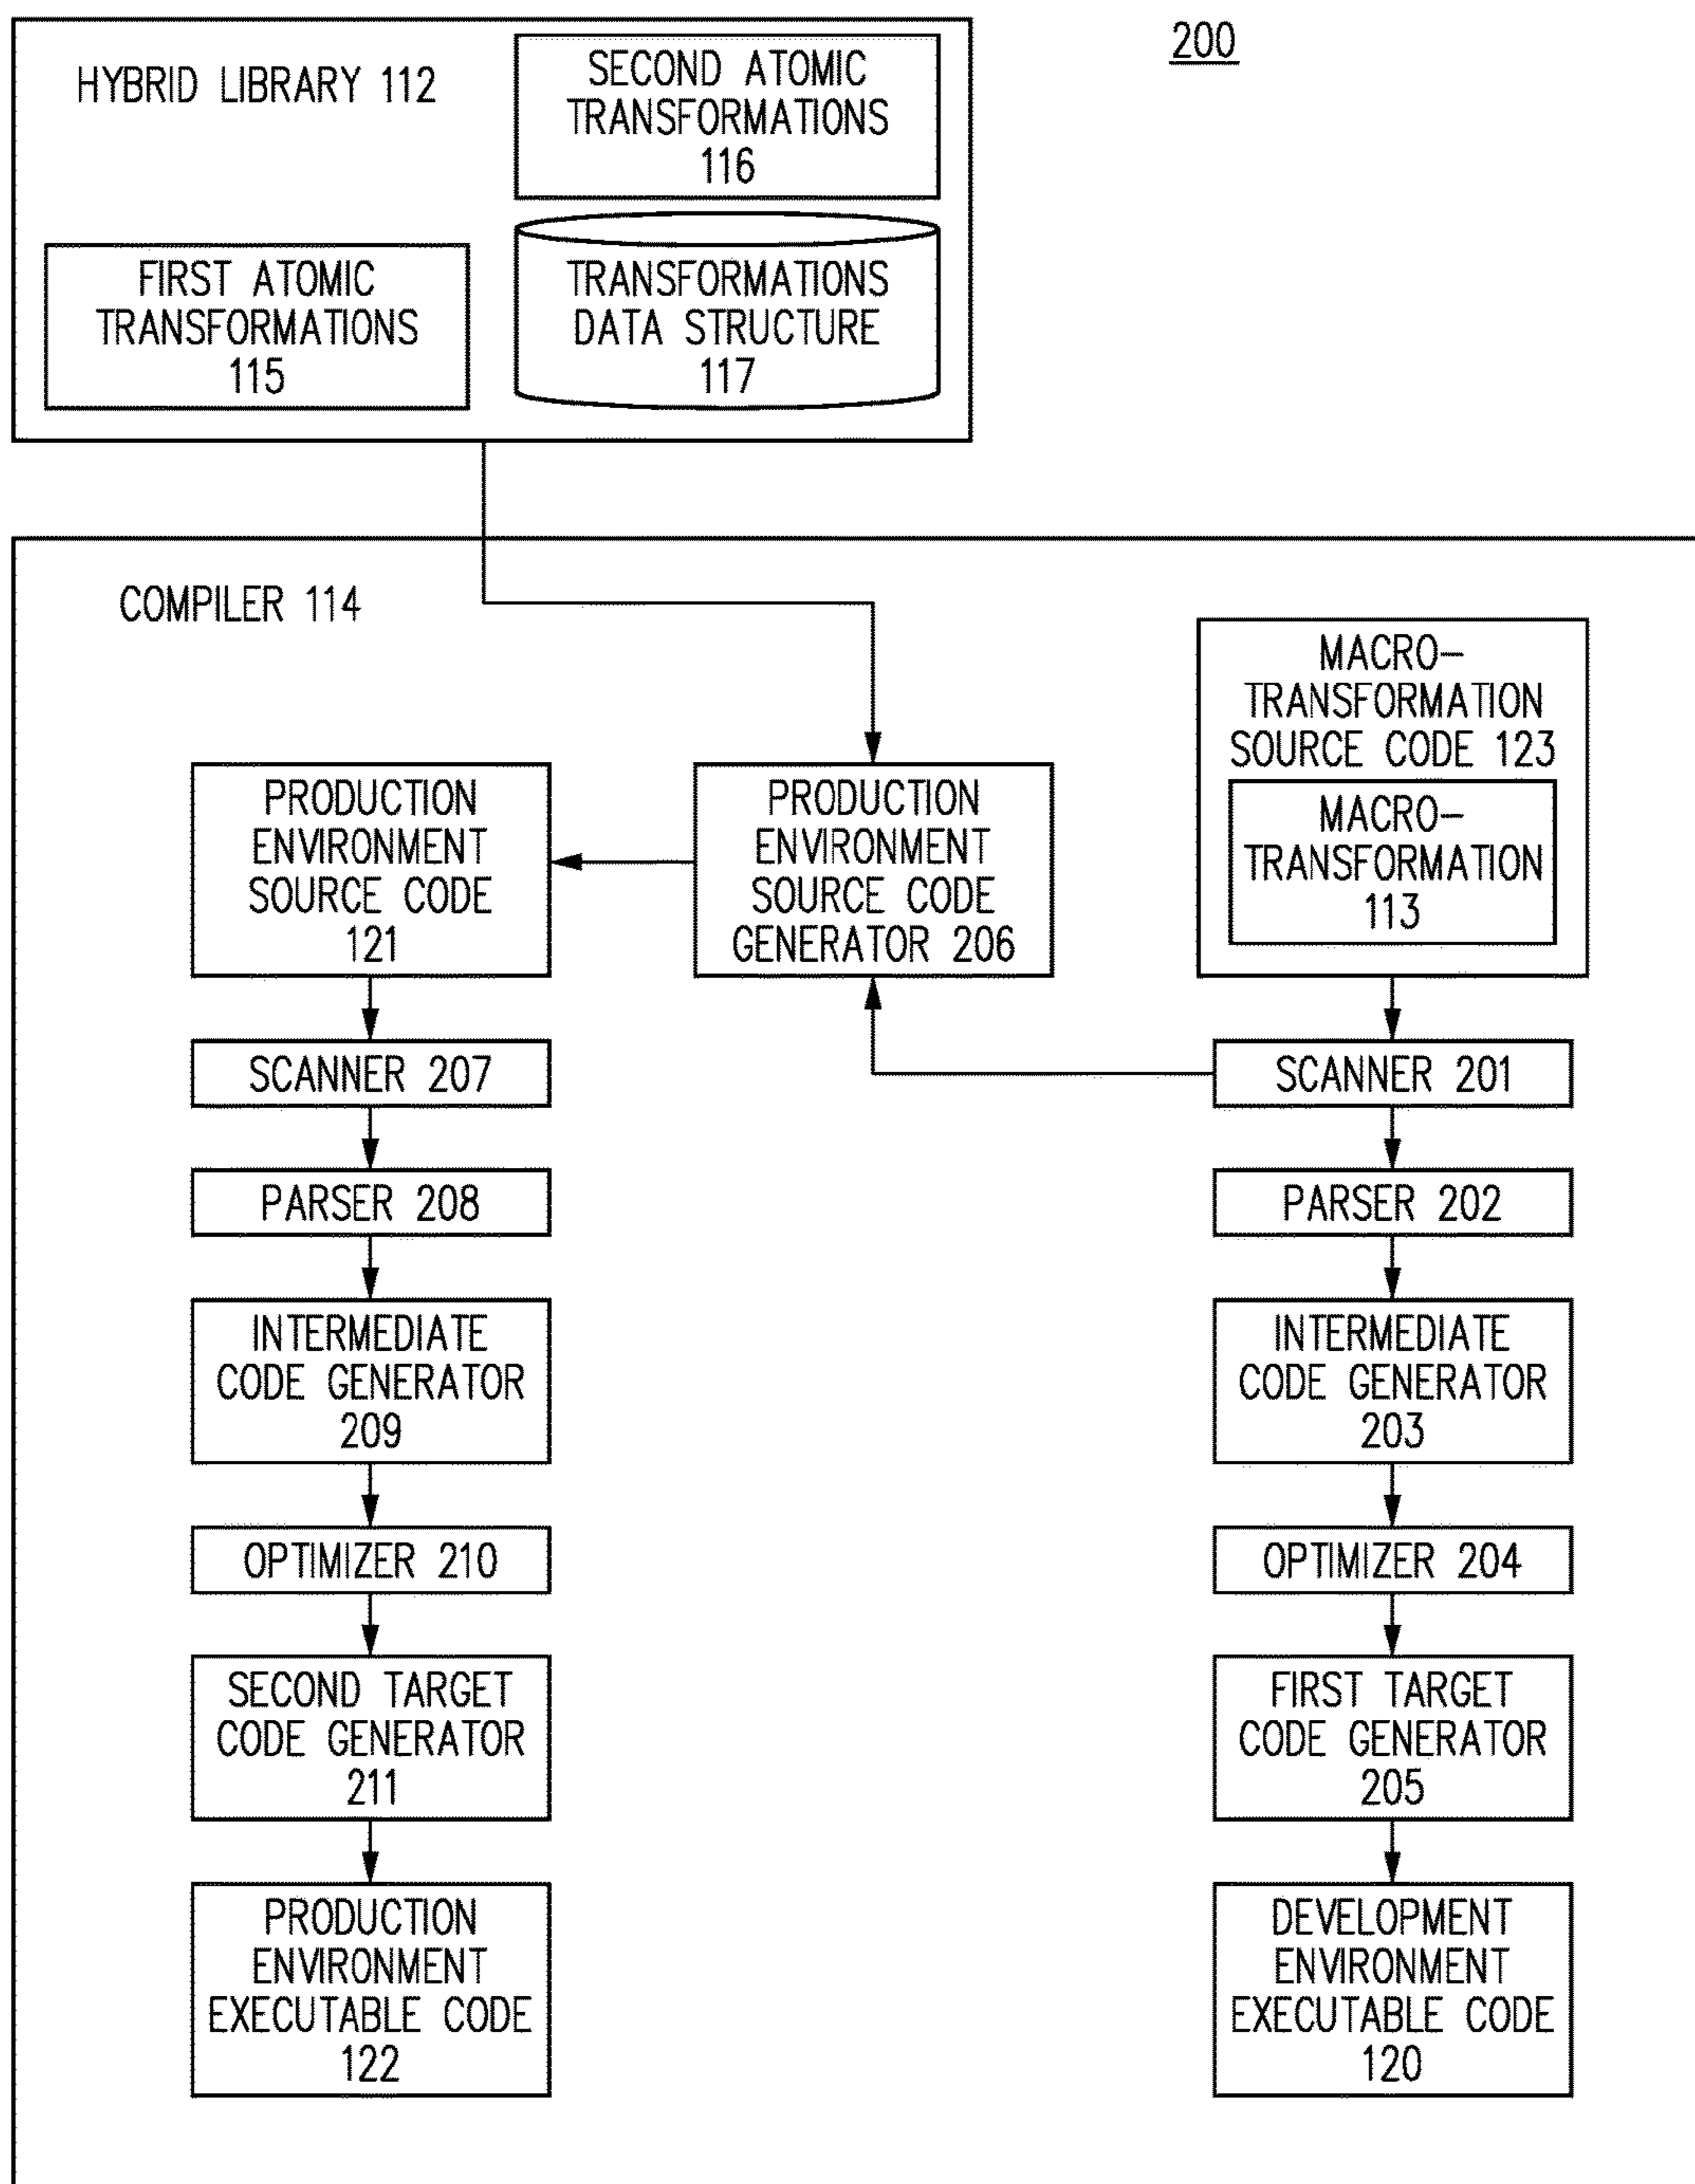 200
HYBRID LIBRARY 112
SECOND ATOMIC
TRANSFORMATIONS
116
FIRST ATOMIC
TRANSFORMATIONS
115
TRANSFORMATIONS
DATA STRUCTURE
117
COMPILER 114
MACRO-
TRANSFORMATION
SOURCE CODE 123
MACRO-
TRANSFORMATION
113
PRODUCTION
ENVIRONMENT
SOURCE CODE
121
PRODUCTION
ENVIRONMENT
SOURCE CODE
GENERATOR 206
SCANNER 207
SCANNER 201
PARSER 208
PARSER 202
INTERMEDIATE
CODE GENERATOR
209
INTERMEDIATE
CODE GENERATOR
203
OPTIMIZER 210
OPTIMIZER 204
SECOND TARGET
CODE GENERATOR
211
FIRST TARGET
CODE GENERATOR
205
PRODUCTION
ENVIRONMENT
EXECUTABLE CODE
122
DEVELOPMENT
ENVIRONMENT
EXECUTABLE CODE
120